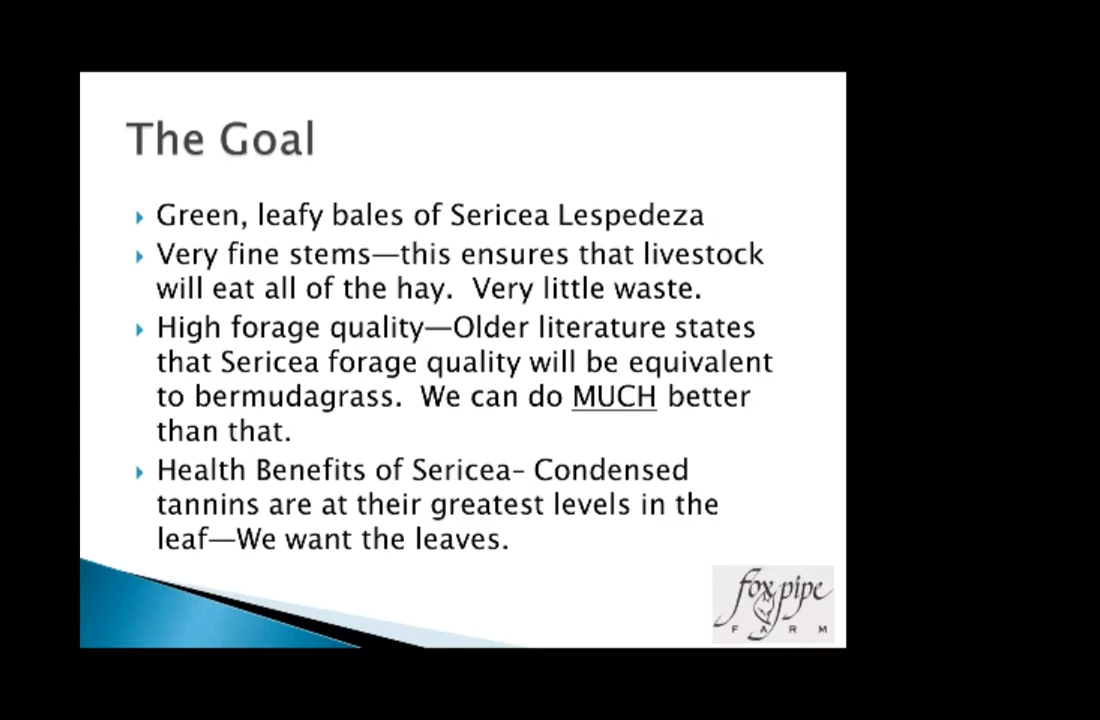 The Goal
Green, leafy bales of Sericea Lespedeza
Very fine stems—this ensures that livestock
will eat all of the hay.  Very little waste.
High forage quality—Older literature states
that Sericea forage quality will be equivalent
to bermudagrass.  We can do MUCH better
than that.
Health Benefits of Sericea– Condensed
tannins are at their greatest levels in the
leaf—We want the leaves.
fox pipe
FARM